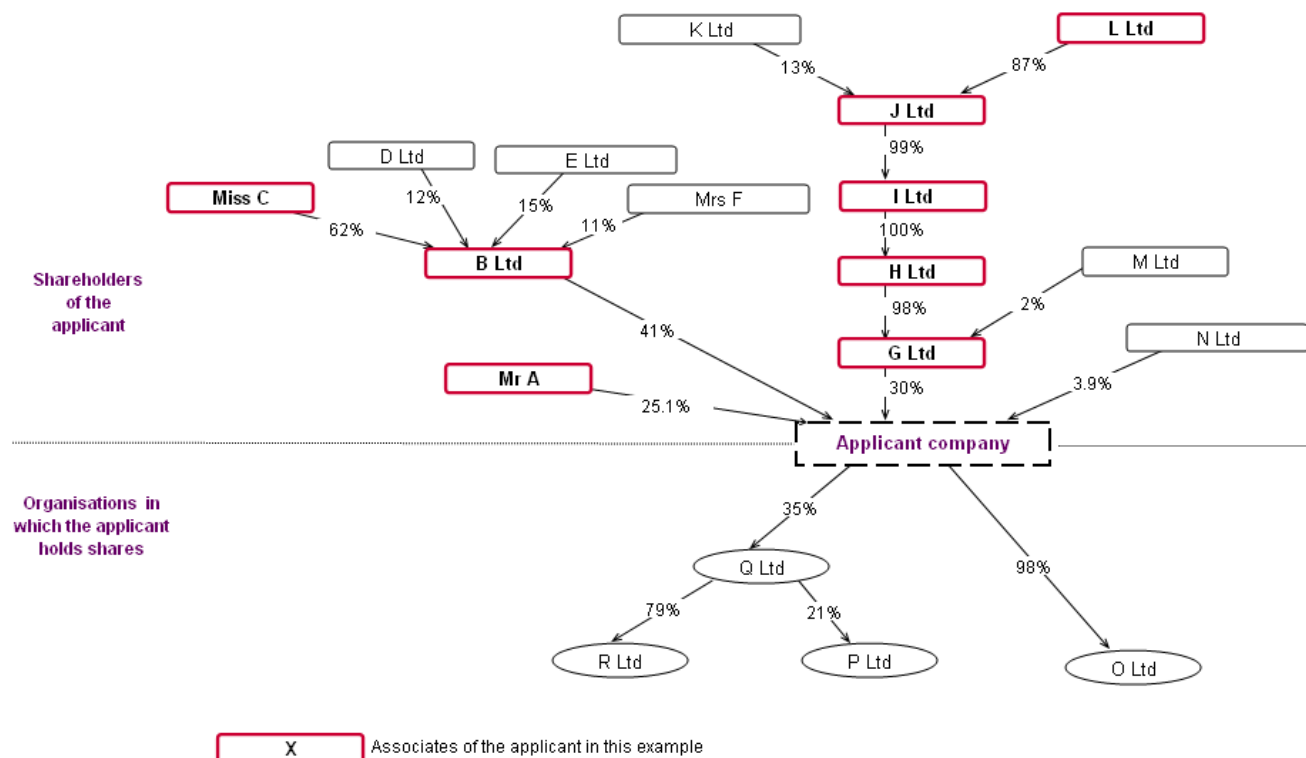 K Ltd
L Ltd
13%
87%
J Ltd
99%
D Ltd
E Ltd
Miss C
12%
15%
Mrs F
I Ltd
62%
11%
100%
B Ltd
H Ltd
M Ltd
Shareholders
of the
applicant
98%
2%
41%
N Ltd
G Ltd
Mr A
30%
3.9%
25.1%
Applicant company
Organisations in
which the applicant
holds shares
35%
Q Ltd
98%
79%
21%
R Ltd
P Ltd
O Ltd
X
Associates of the applicant in this example